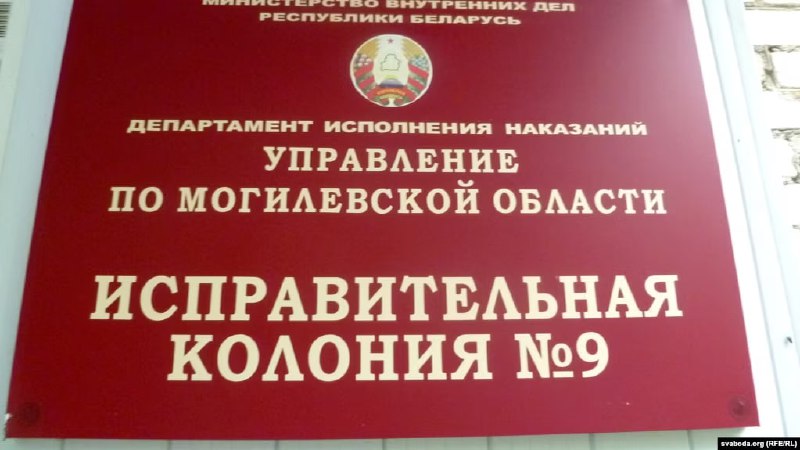 МИНИСТЕРСТВО ВНУТРЕННИХ ДЕЛ
РЕСПУБЛИКИ БЕЛАРУСЬ
ДЕПАРТАМЕНТ ИСПОЛНЕНИЯ НАКАЗАНИЙ
УПРАВЛЕНИЕ
ПО МОГИЛЕВСКОЙ ОБЛАСТИ
ИСПРАВИТЕЛЬНАЯ
КОЛОНИЯ №9
svaboda.org (RFE/RL)